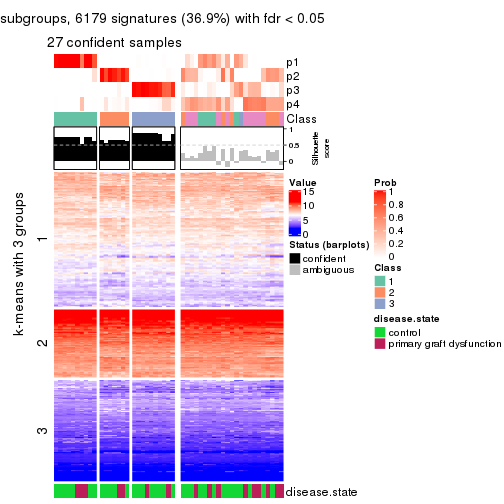 subgroups, 6179 signatures (36.9%) with fdr < 0.05
27 confident samples
p1
p2
p3
p4
Class
1
0.5
0
Silhouette
score
k-means with 3 groups
1
2
3
disease.state
Value
15
10
5
0
Status (barplots)
confident
ambiguous
Prob
1
0.8
0.6
0.4
0.2
0
Class
1
2
3
disease.state
control
primary graft dysfunction